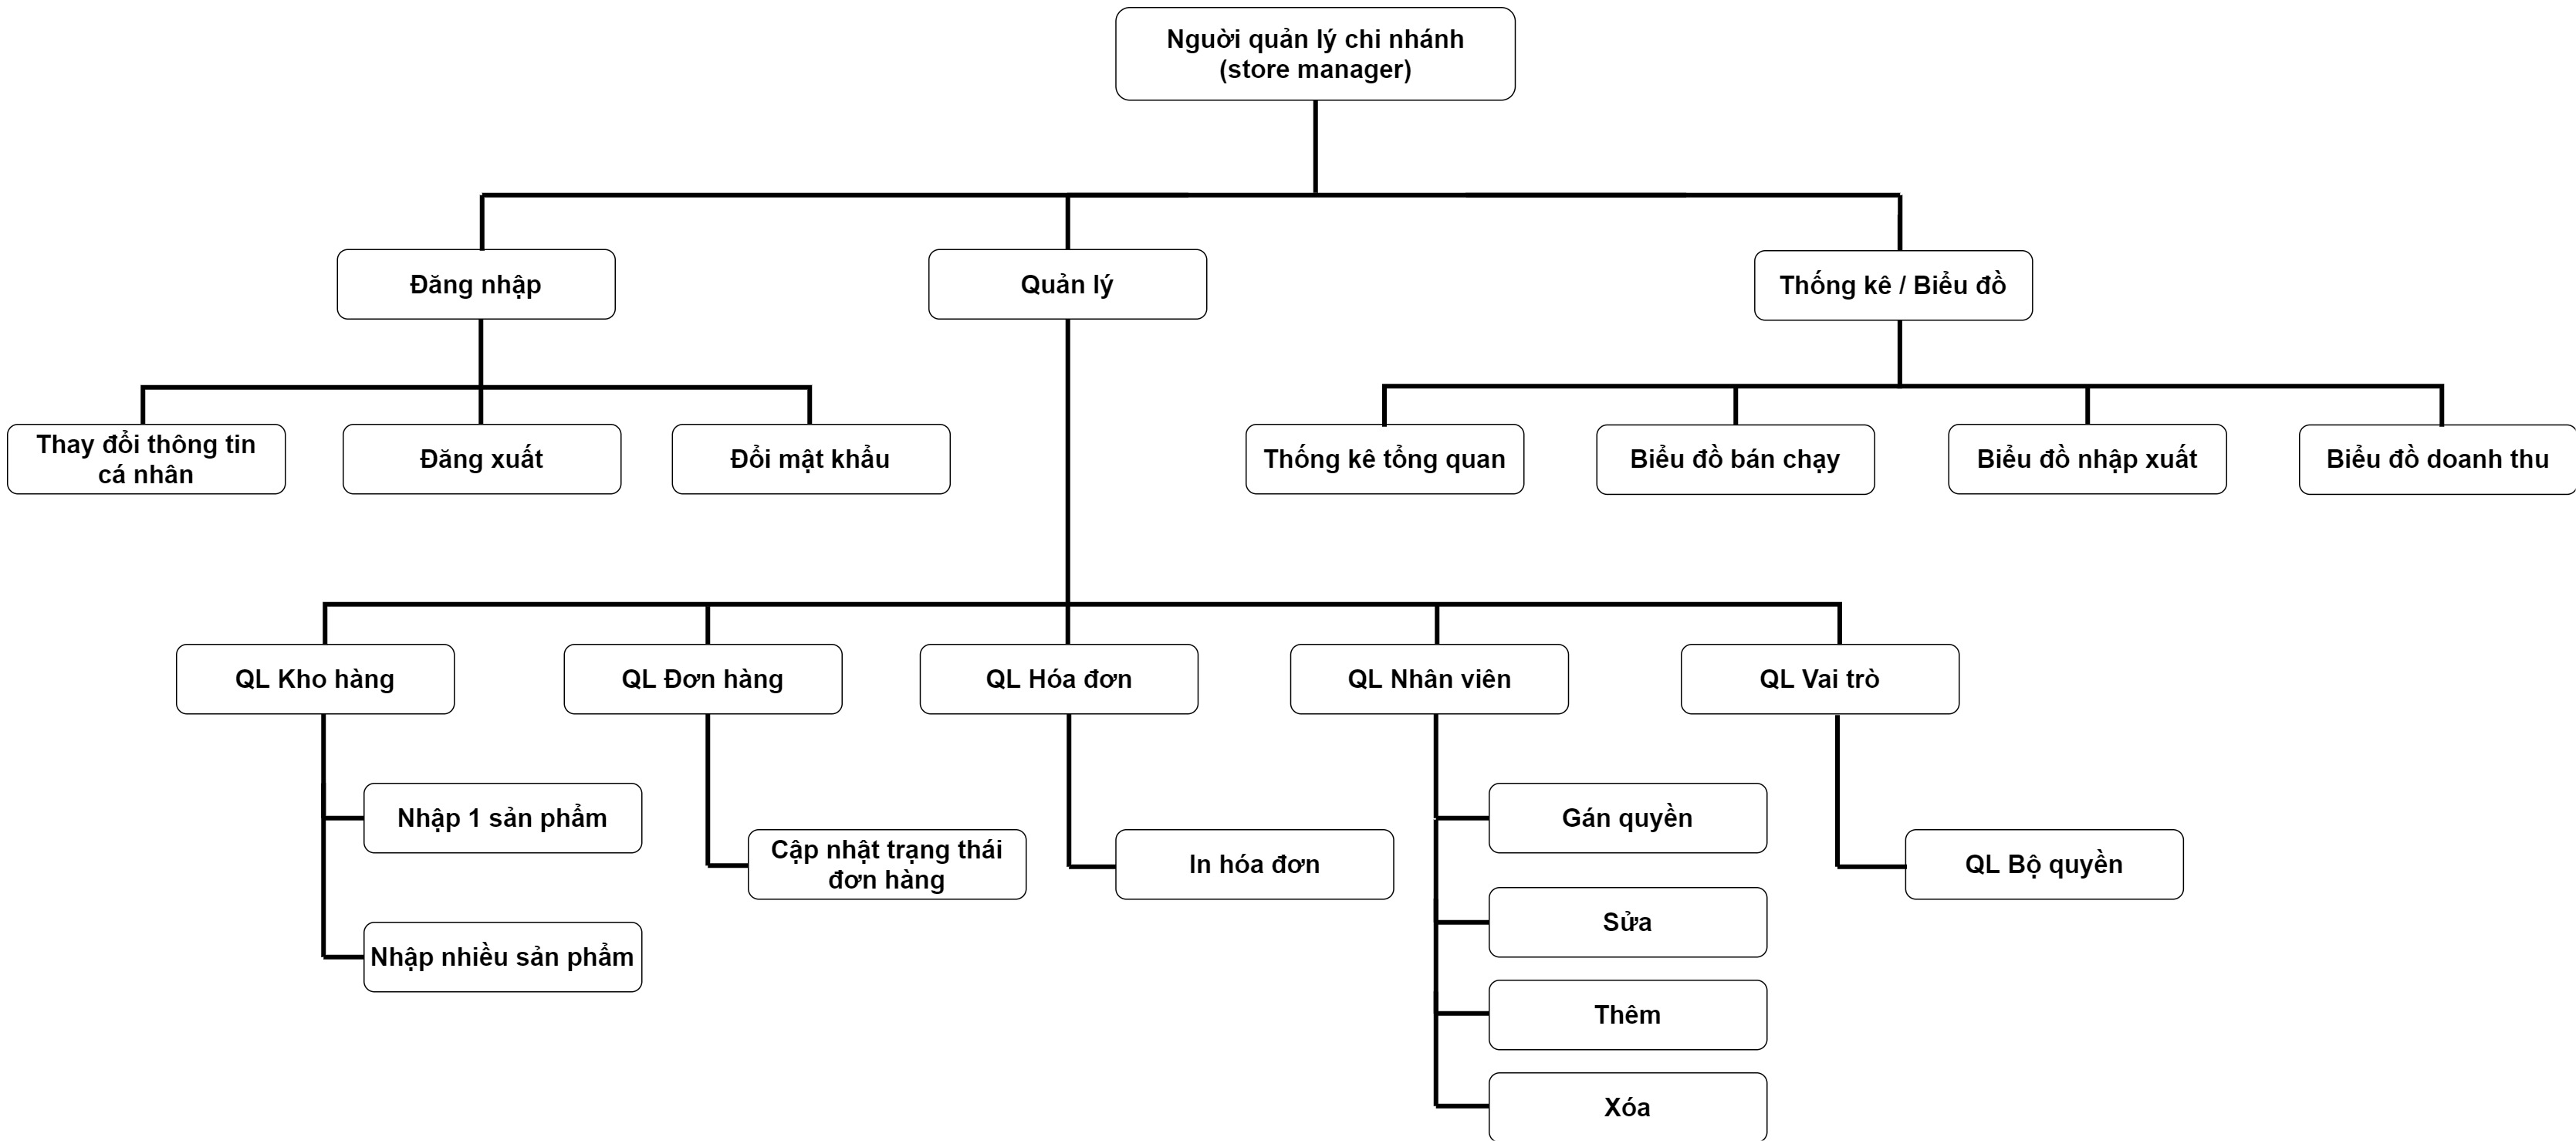 Nguời quản lý chi nhánh
(store manager)
Đăng nhập
Quản lý
Thống kê / Biểu đồ
Thay đổi thông tin
cá nhân
Đăng xuất
Đổi mật khẩu
Thống kê tổng quan
Biểu đồ bán chạy
Biểu đồ nhập xuất
Biểu đồ doanh thu
QL Kho hàng
QL Đơn hàng
QL Hóa đơn
QL Nhân viên
QL Vai trò
Nhập 1 sản phẩm
Nhập nhiều sản phẩm
Cập nhật trạng thái
đơn hàng
In hóa đơn
Gán quyền
Sửa
Thêm
Xóa
QL Bộ quyền